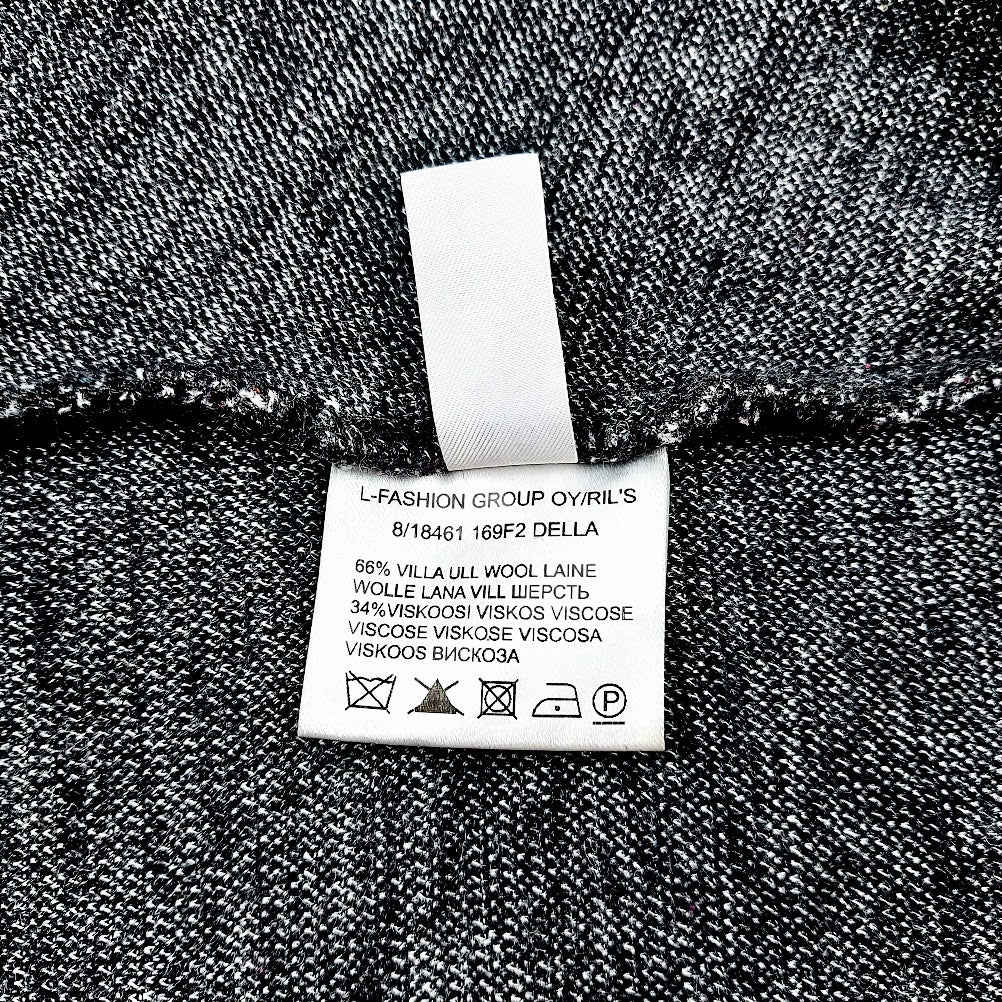 L-FASHION GROUP OY/RIL'S
8/18461 169F2 DELLA
66% VILLA ULL WOOL LAINE
WOLLE LANA VILL ШЕРСТЬ
34%VISKOOSI VISKOS VISCOSE
VISCOSE VISKOSE VISCOSA
VISKOOS ВИСКОЗА
P